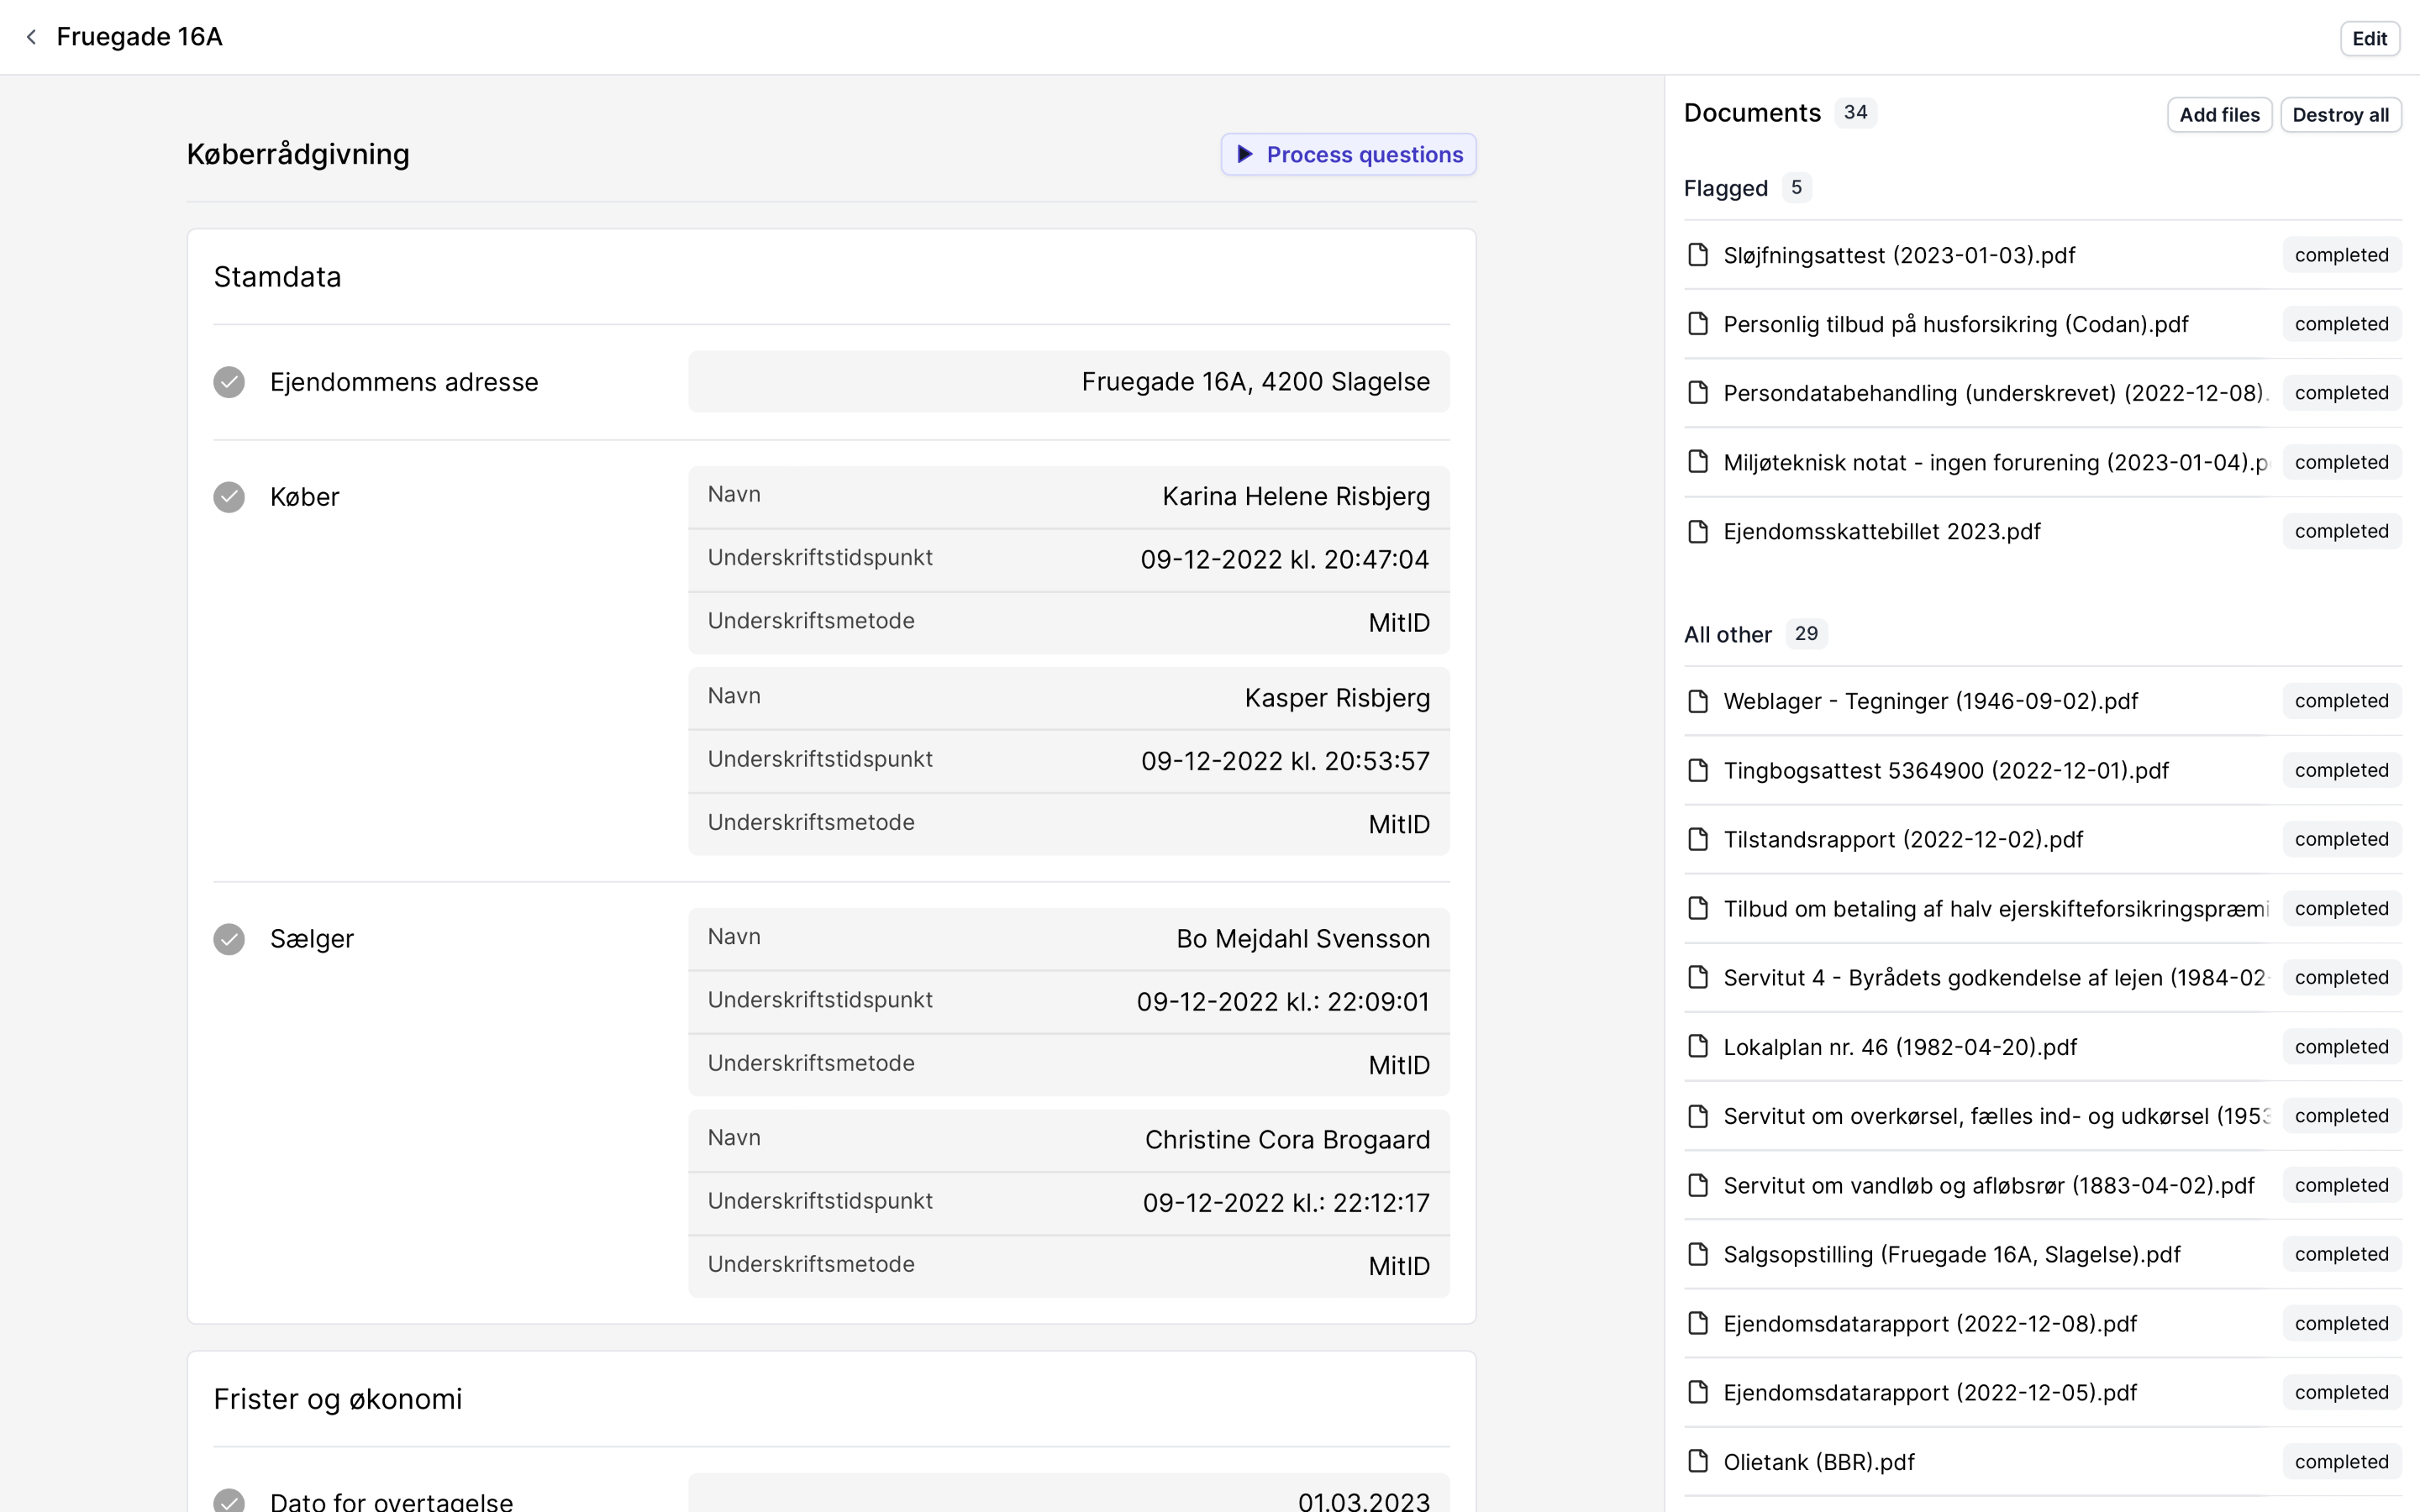 Fruegade 16A
Edit
Køberrådgivning
Process questions
Stamdata
Ejendommens adresse
Fruegade 16A, 4200 Slagelse
Køber
Navn
Karina Helene Risbjerg
Underskriftstidspunkt
09-12-2022 kl. 20:47:04
Underskriftsmetode
MitID
Navn
Kasper Risbjerg
Underskriftstidspunkt
09-12-2022 kl. 20:53:57
Underskriftsmetode
MitID
Sælger
Navn
Bo Mejdahl Svensson
Underskriftstidspunkt
09-12-2022 kl.: 22:09:01
Underskriftsmetode
MitID
Navn
Christine Cora Brogaard
Underskriftstidspunkt
09-12-2022 kl.: 22:12:17
Underskriftsmetode
MitID
Frister og økonomi
Dato for overtagelse
01.03.2023
Documents 34
Add files
Destroy all
Flagged 5
Sløjfningsattest (2023-01-03).pdf completed
Personlig tilbud på husforsikring (Codan).pdf completed
Persondatabehandling (underskrevet) (2022-12-08). completed
Miljøteknisk notat - ingen forurening (2023-01-04).p completed
Ejendomsskattebillet 2023.pdf completed
All other 29
Weblager - Tegninger (1946-09-02).pdf completed
Tingbogsattest 5364900 (2022-12-01).pdf completed
Tilstandsrapport (2022-12-02).pdf completed
Tilbud om betaling af halv ejerskifteforsikringspræmi completed
Servitut 4 - Byrådets godkendelse af lejen (1984-02- completed
Lokalplan nr. 46 (1982-04-20).pdf completed
Servitut om overkørsel, fælles ind- og udkørsel (1953 completed
Servitut om vandløb og afløbsrør (1883-04-02).pdf completed
Salgsopstilling (Fruegade 16A, Slagelse).pdf completed
Ejendomsdatarapport (2022-12-08).pdf completed
Ejendomsdatarapport (2022-12-05).pdf completed
Olietank (BBR).pdf completed